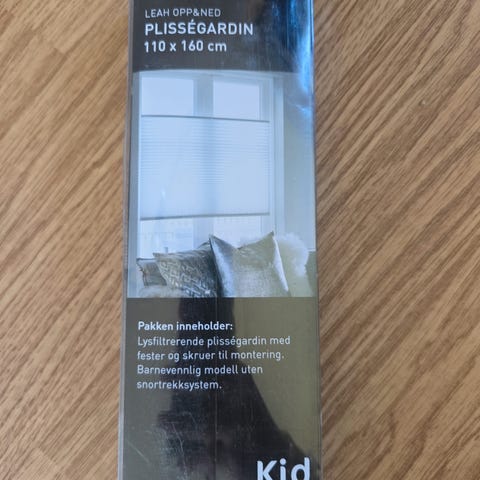 LEAH OPP&NED
PLISSÉGARDIN
110 x 160 cm
Pakken inneholder:
Lysfiltrerende plisségardin med
fester og skruer til montering.
Barnevennlig modell uten
snortrekksystem.
Kid